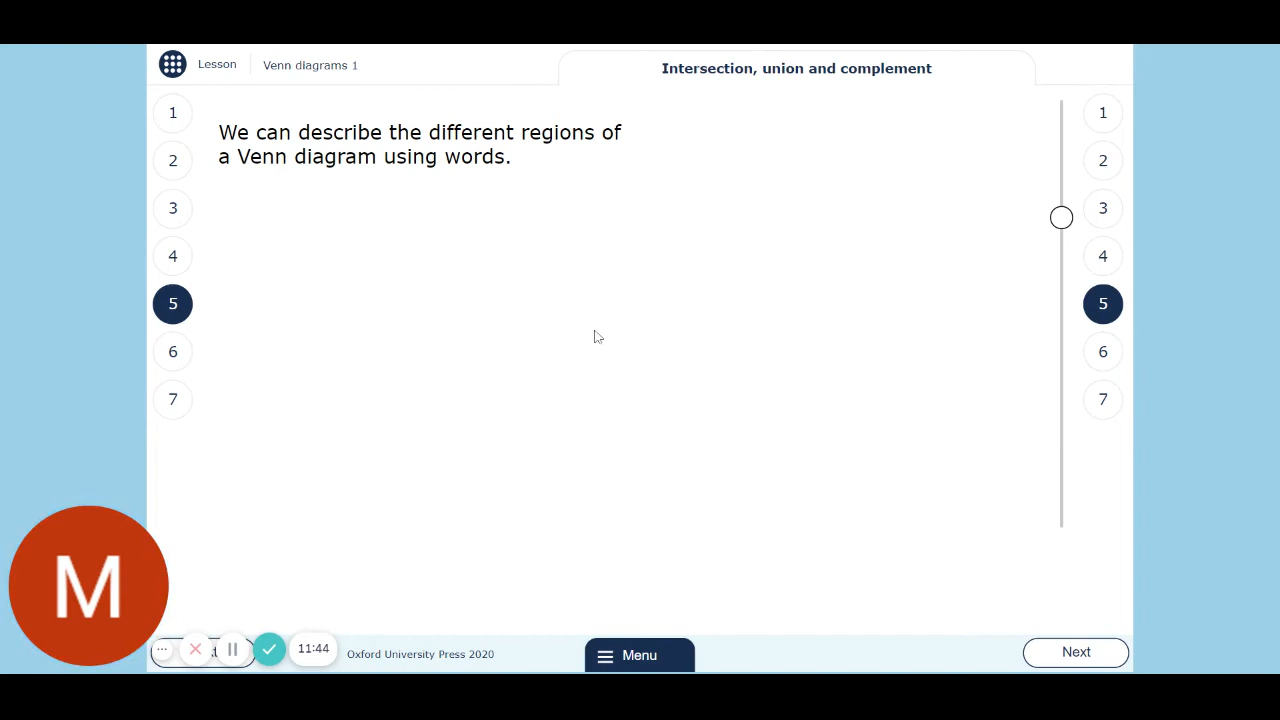 Lesson
Venn diagrams 1
Intersection, union and complement
1
2
3
4
5
6
7
We can describe the different regions of
a Venn diagram using words.
1
2
3
4
5
6
7
M
11:44
Oxford University Press 2020
Menu
Next